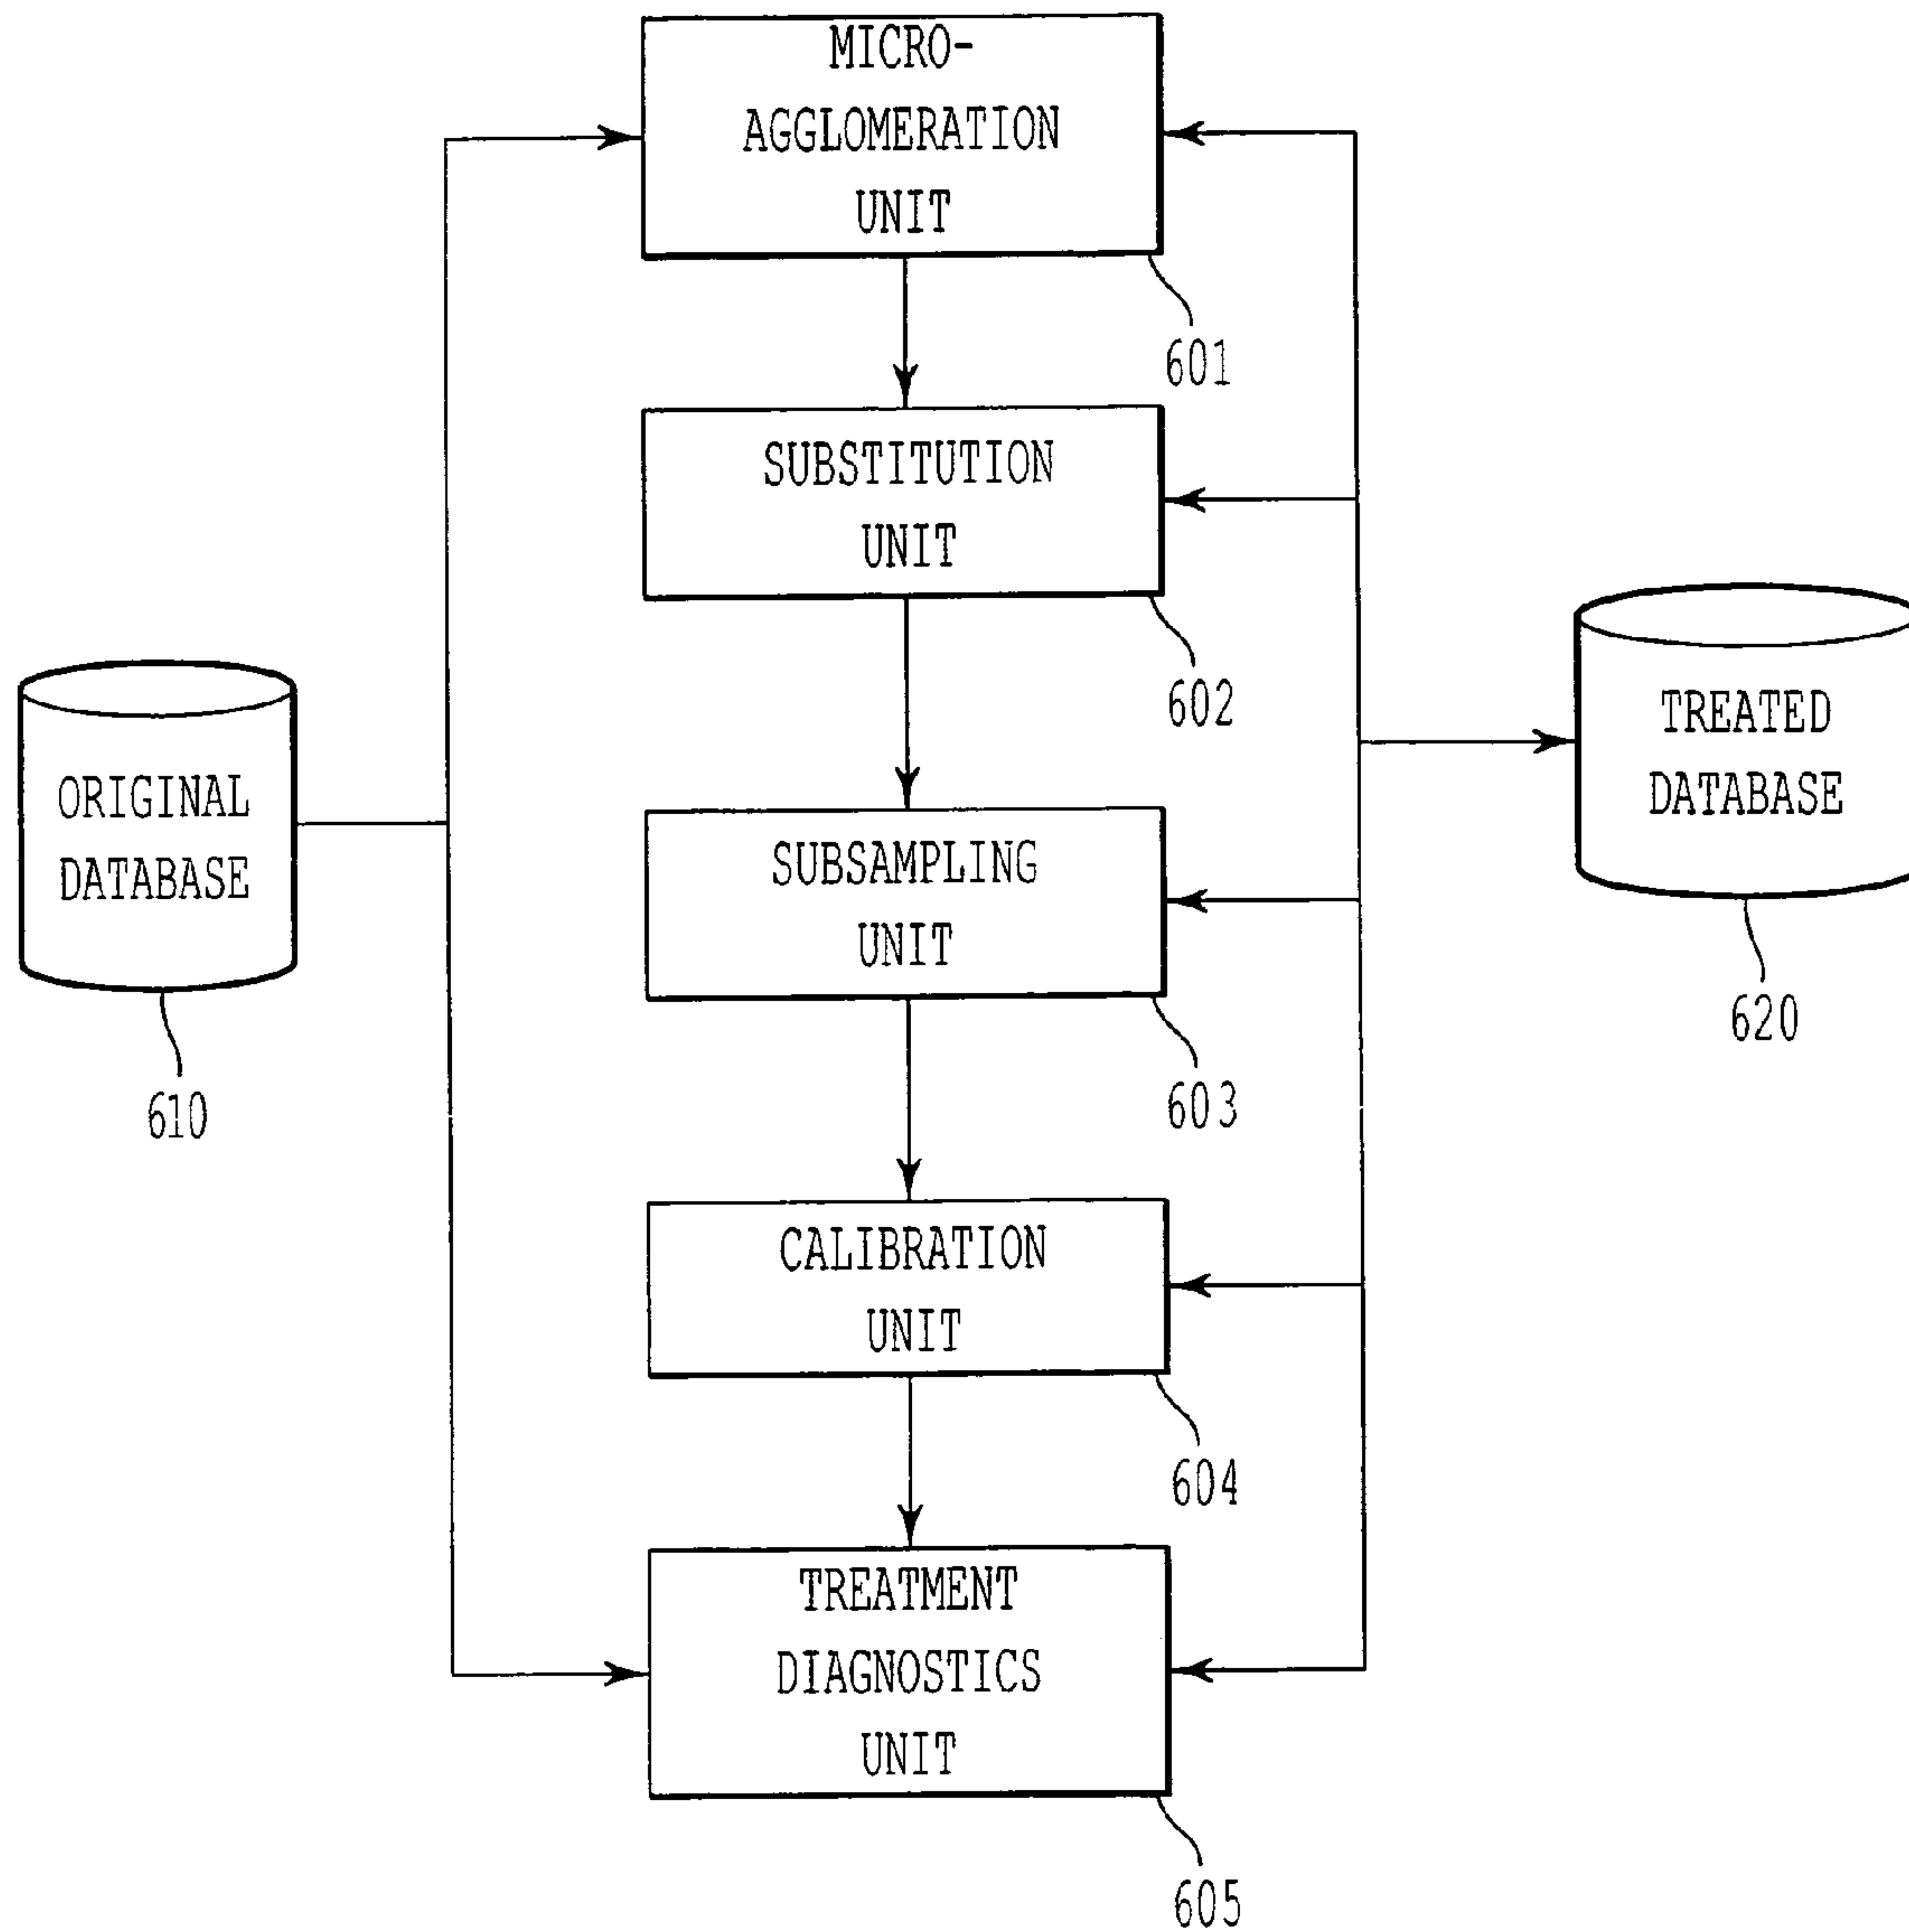 MICRO-
AGGLOMERATION
UNIT
601
SUBSTITUTION
UNIT
602
ORIGINAL
DATABASE
610
TREATED
DATABASE
620
SUBSAMPLING
UNIT
603
CALIBRATION
UNIT
604
TREATMENT
DIAGNOSTICS
UNIT
605